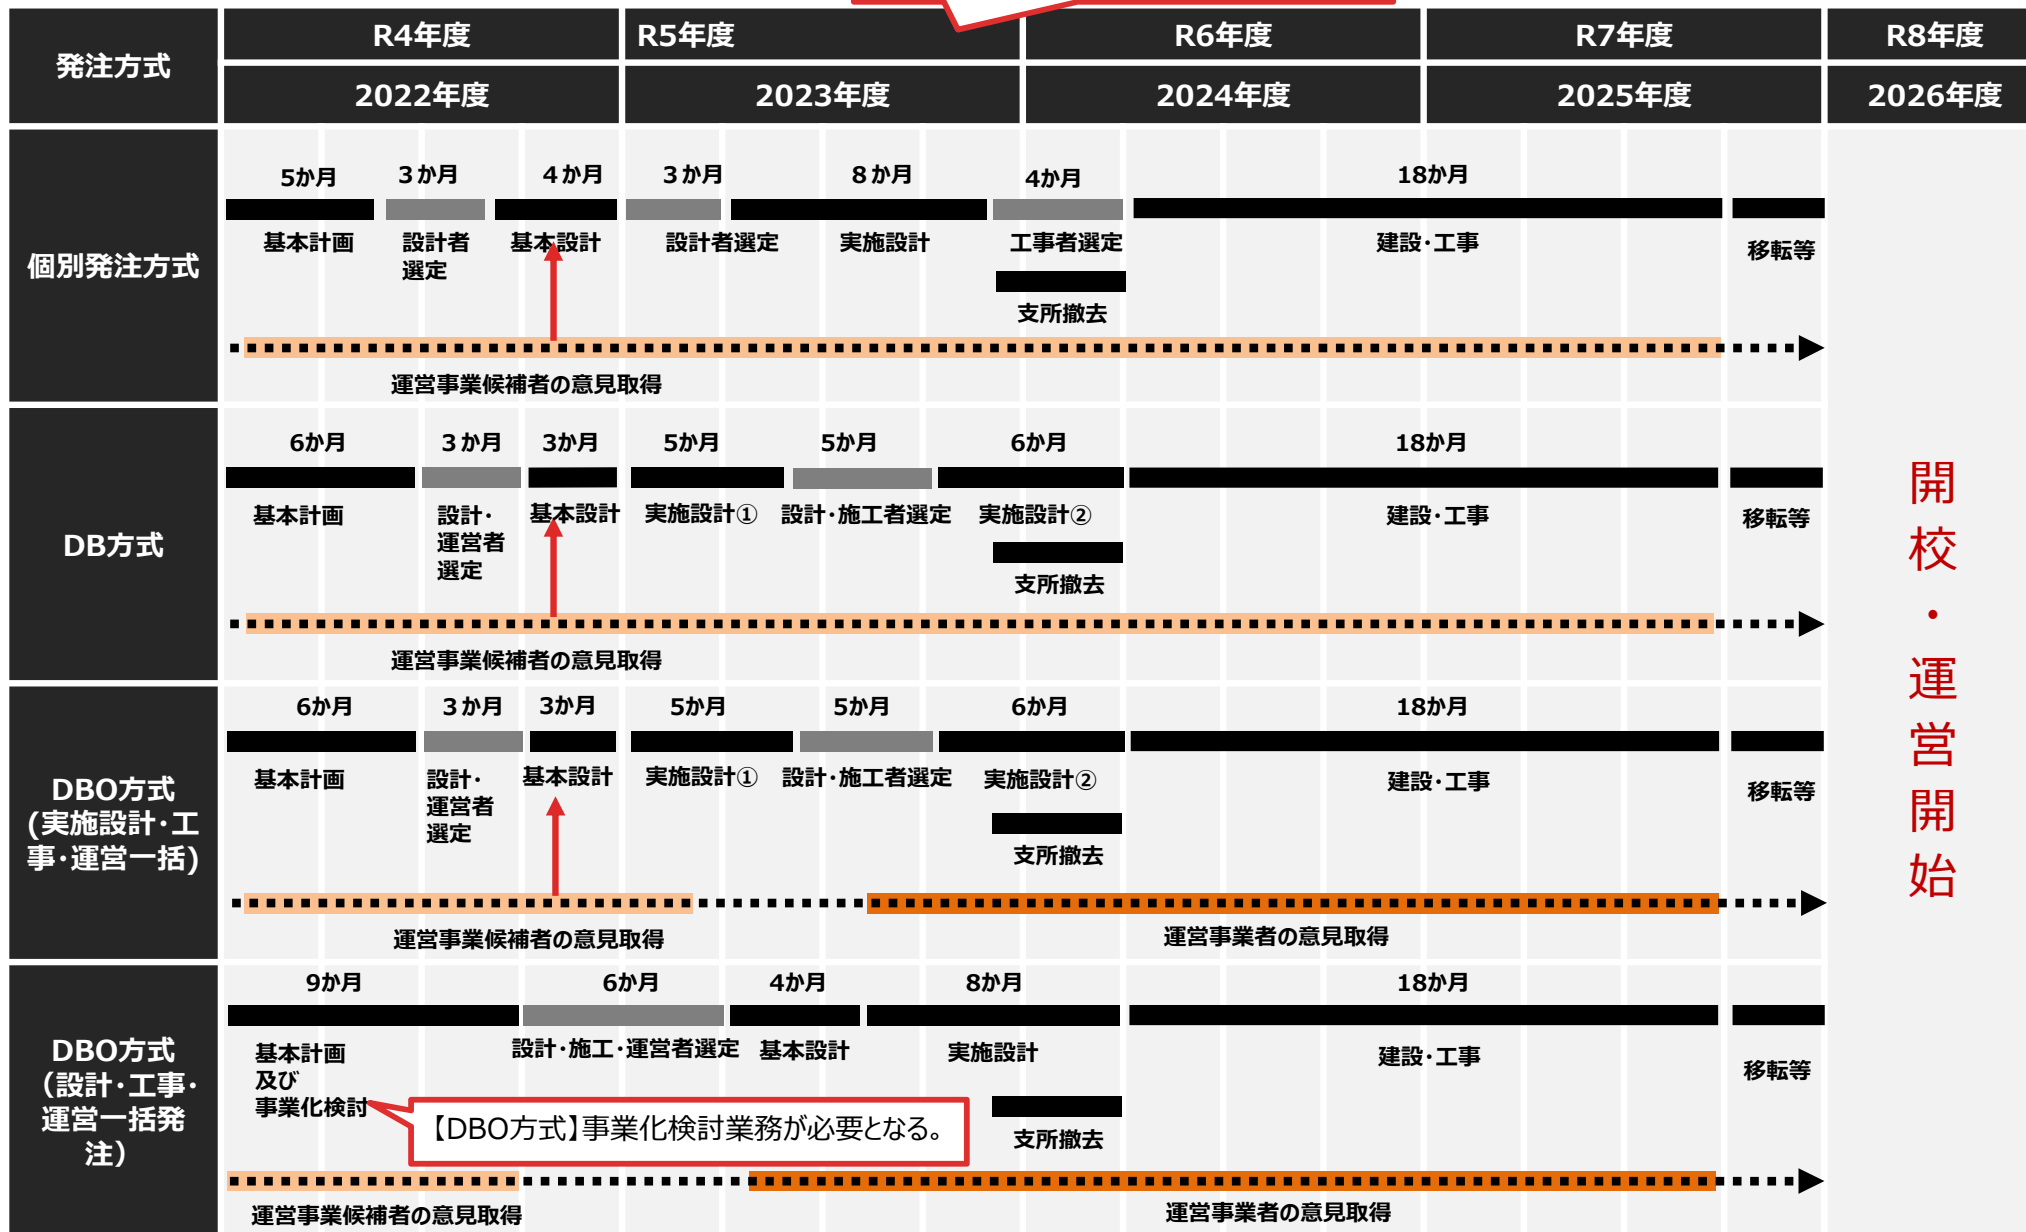 発注方式
R4年度
R5年度
R6年度
R7年度
R8年度
2022年度
2023年度
2024年度
2025年度
2026年度
個別発注方式
5か月
３か月
４か月
３か月
８か月
4か月
18か月
基本計画
設計者
選定
基本設計
設計者選定
実施設計
工事者選定
建設・工事
移転等
支所撤去
運営事業候補者の意見取得
DB方式
6か月
３か月
3か月
5か月
5か月
6か月
18か月
基本計画
設計・
運営者
選定
基本設計
実施設計①
設計・施工者選定
実施設計②
建設・工事
移転等
支所撤去
運営事業候補者の意見取得
DBO方式
(実施設計・工
事・運営一括)
6か月
３か月
3か月
5か月
5か月
6か月
18か月
基本計画
設計・
運営者
選定
基本設計
実施設計①
設計・施工者選定
実施設計②
建設・工事
移転等
支所撤去
運営事業候補者の意見取得
運営事業者の意見取得
DBO方式
（設計・工事・
運営一括発
注）
9か月
6か月
4か月
8か月
18か月
基本計画
及び
事業化検討
設計・施工・運営者選定
基本設計
実施設計
建設・工事
移転等
【DBO方式】事業化検討業務が必要となる。
支所撤去
運営事業候補者の意見取得
運営事業者の意見取得
開校・運営開始